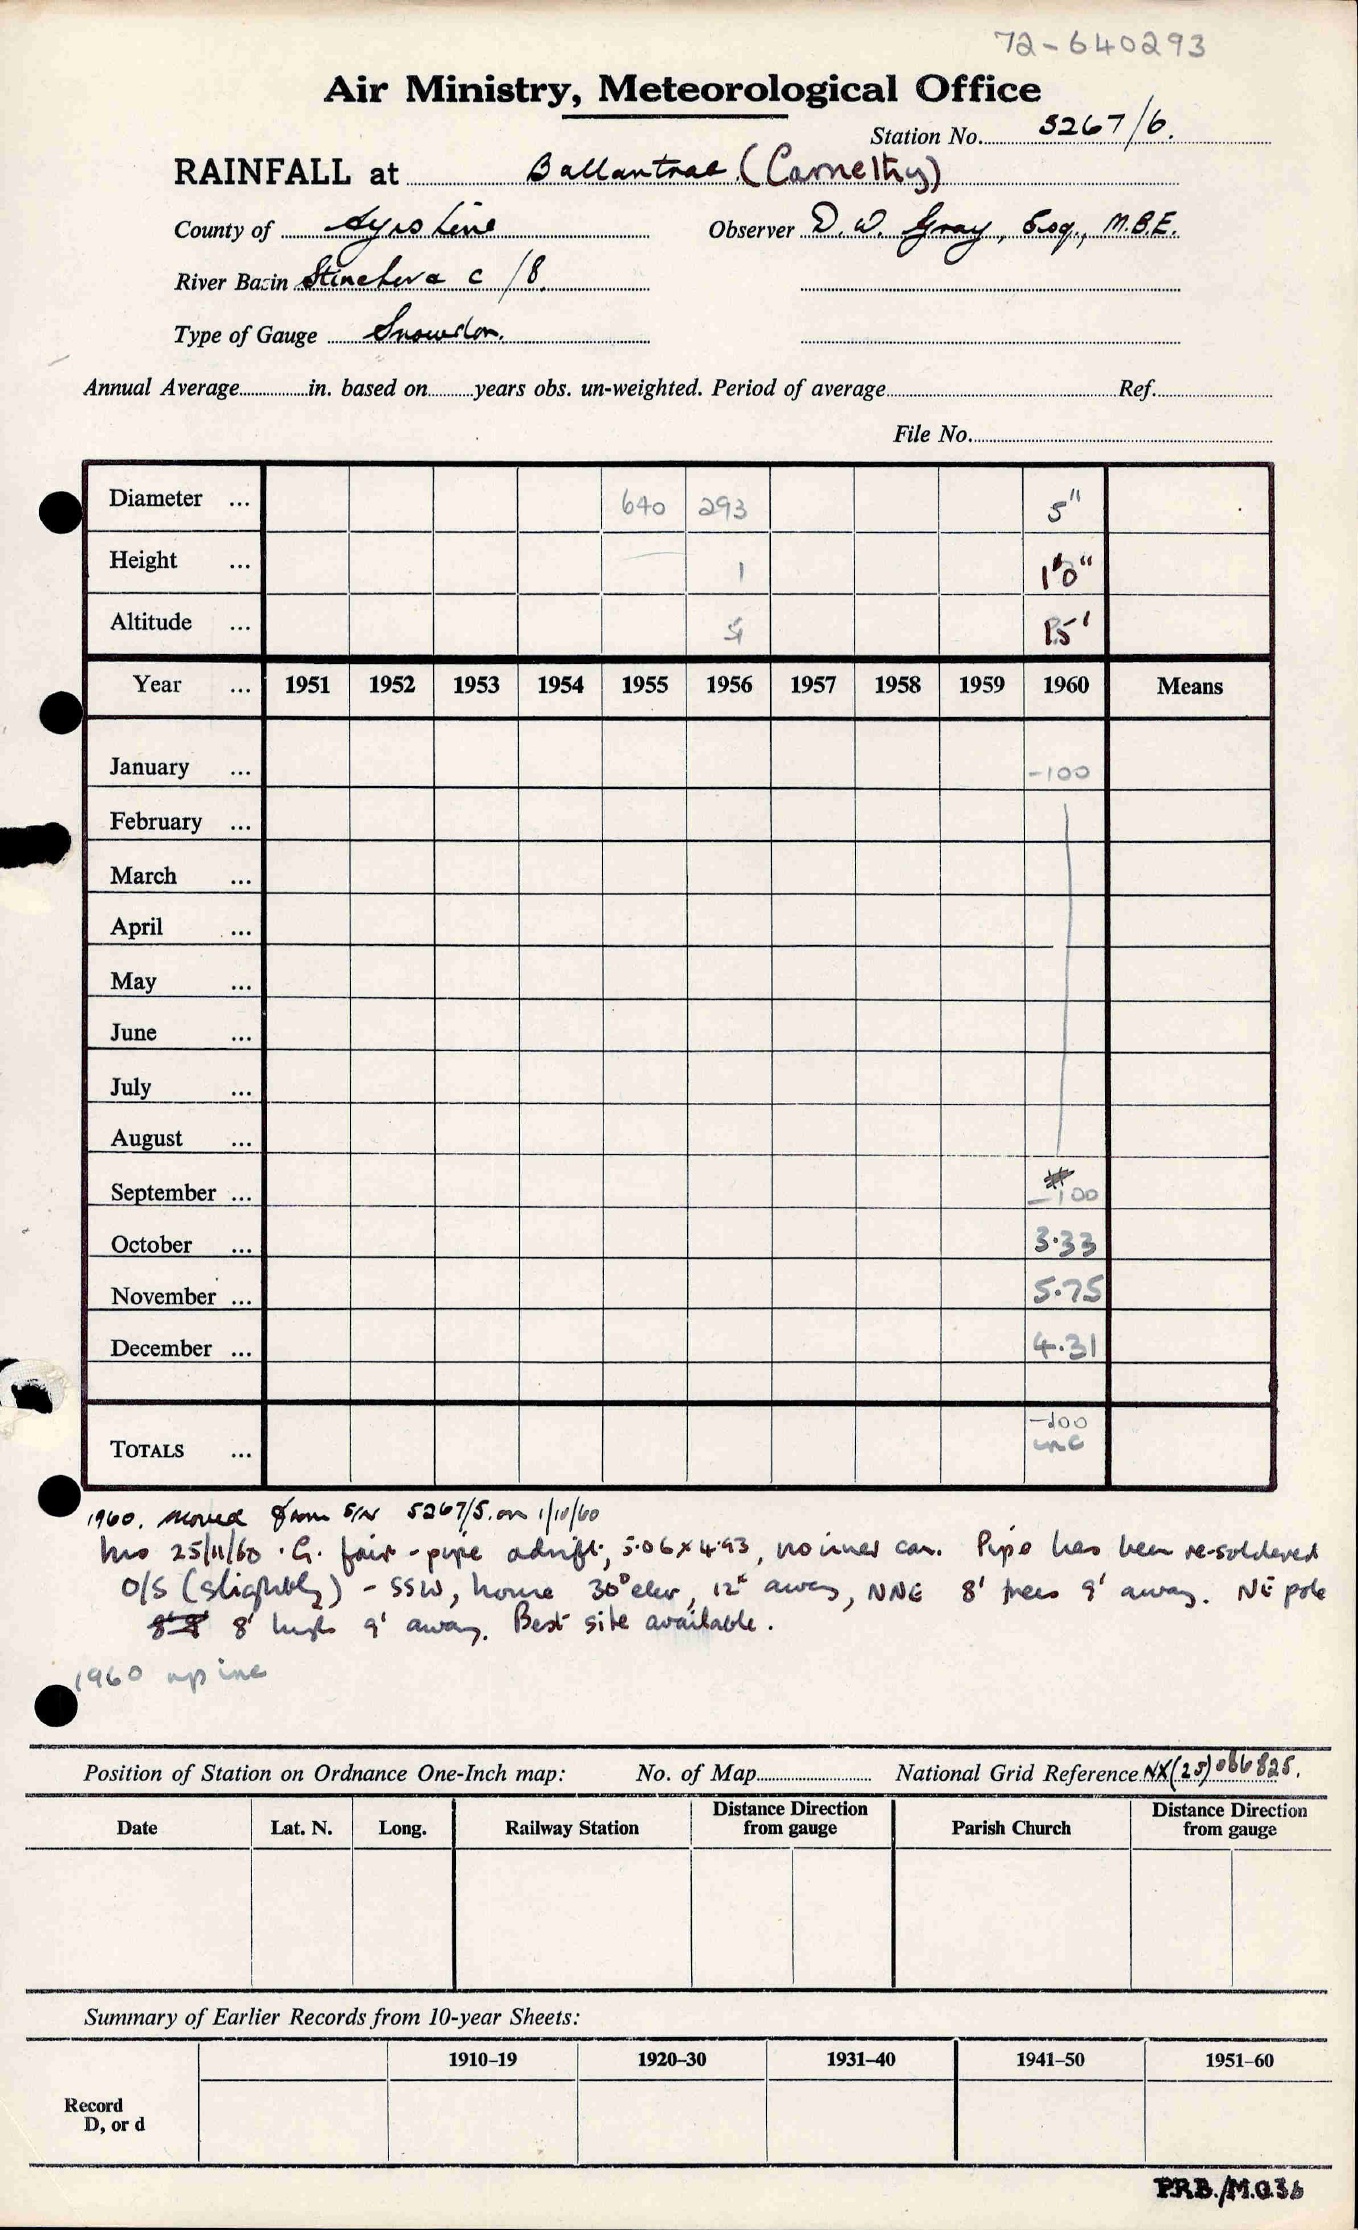 72-640293
Air Ministry, Meteorological Office
Station No. 5267/6.
RAINFALL at Ballantrae (Carnelthy)
County of Ayrshire Observer D. W. Gray, Esq., M.B.E.
River Basin Stinchar C /8.
Type of Gauge Snowdon.
Annual Average in. based on years obs. un-weighted. Period of average Ref.
File No.
Diameter ... 640 293 5"
Height ... 1 1'0"
Altitude ... 15'
Year ... 1951 1952 1953 1954 1955 1956 1957 1958 1959 1960 Means
January ... -100
February ...
March ...
April ...
May ...
June ...
July ...
August ...
September ... -100
October ... 3.33
November ... 5.75
December ... 4.31
TOTALS ... -100
inc
1960. Moved from S/N 5267/5. on 1/10/60
Ins 25/11/60 . G. fair - pipe adrift, 5.06 x 4.93, no inner can. Pipe has been re-soldered
O/S (slightly) - SSW, house 30° elev, 12' away, NNE 8' trees 9' away. NE pole
8' high 9' away. Best site available.
1960 inc
Position of Station on Ordnance One-Inch map: No. of Map National Grid Reference NX(25)086825.
Date Lat. N. Long. Railway Station Distance Direction from gauge Parish Church Distance Direction from gauge
Summary of Earlier Records from 10-year Sheets:
1910–19 1920–30 1931–40 1941–50 1951–60
Record
D, or d
P.R.B./M.O.36